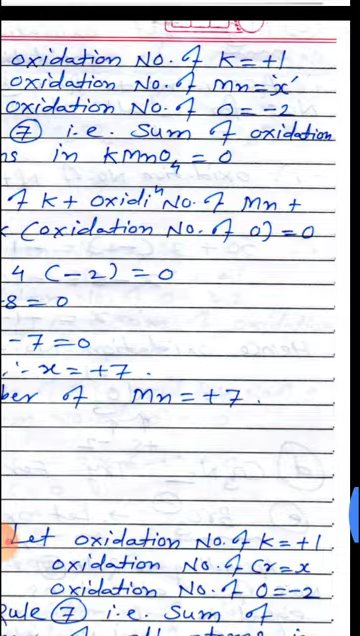 oxidation No. of K = +1
oxidation No. of Mn = 'x'
oxidation No. of O = -2
⑦ i.e. Sum of oxidation
ns in KMnO₄ = 0
of K + oxidiⁿ No. of Mn +
(oxidation No. of O) = 0
4 (-2) = 0
-8 = 0
-7 = 0
∴ x = +7.
ber of Mn = +7.
Let oxidation No. of K = +1
oxidation No. of Cr = x
oxidation No. of O = -2
Rule ⑦ i.e. Sum of